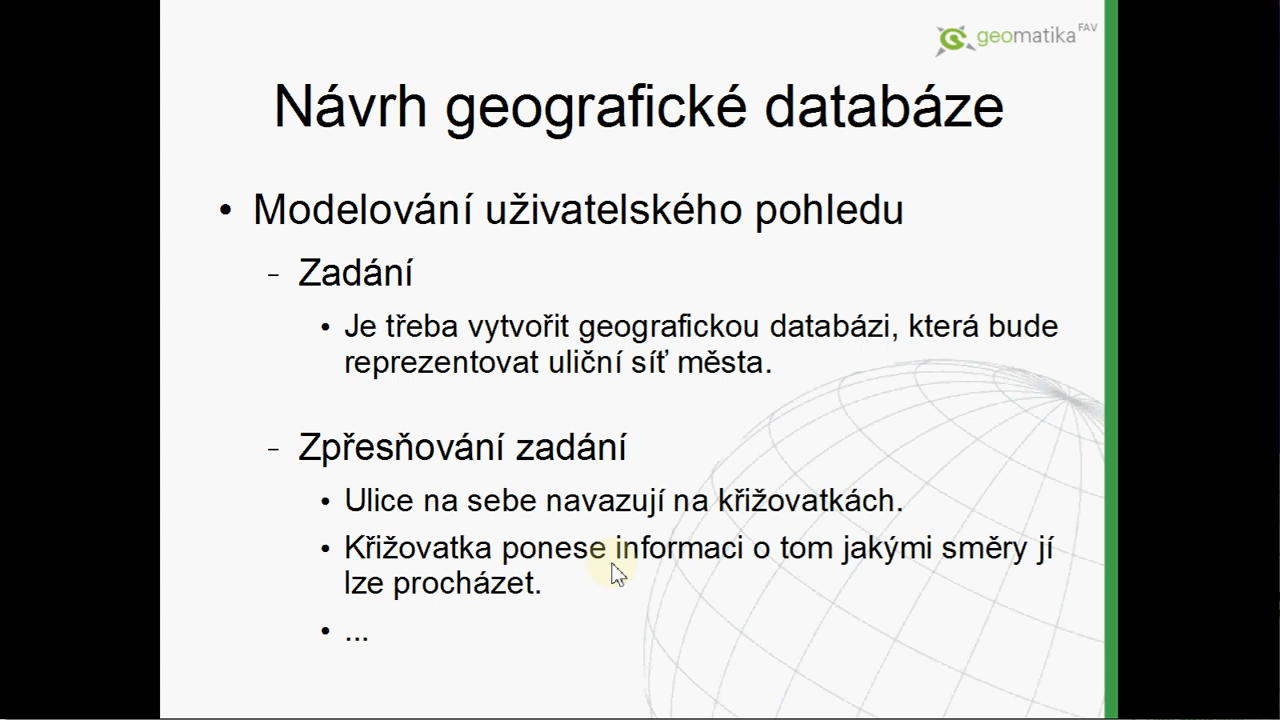 geomatika FAV
Návrh geografické databáze
• Modelování uživatelského pohledu
– Zadání
• Je třeba vytvořit geografickou databázi, která bude
reprezentovat uliční síť města.
– Zpřesňování zadání
• Ulice na sebe navazují na křižovatkách.
• Křižovatka ponese informaci o tom jakými směry jí
lze procházet.
• ...